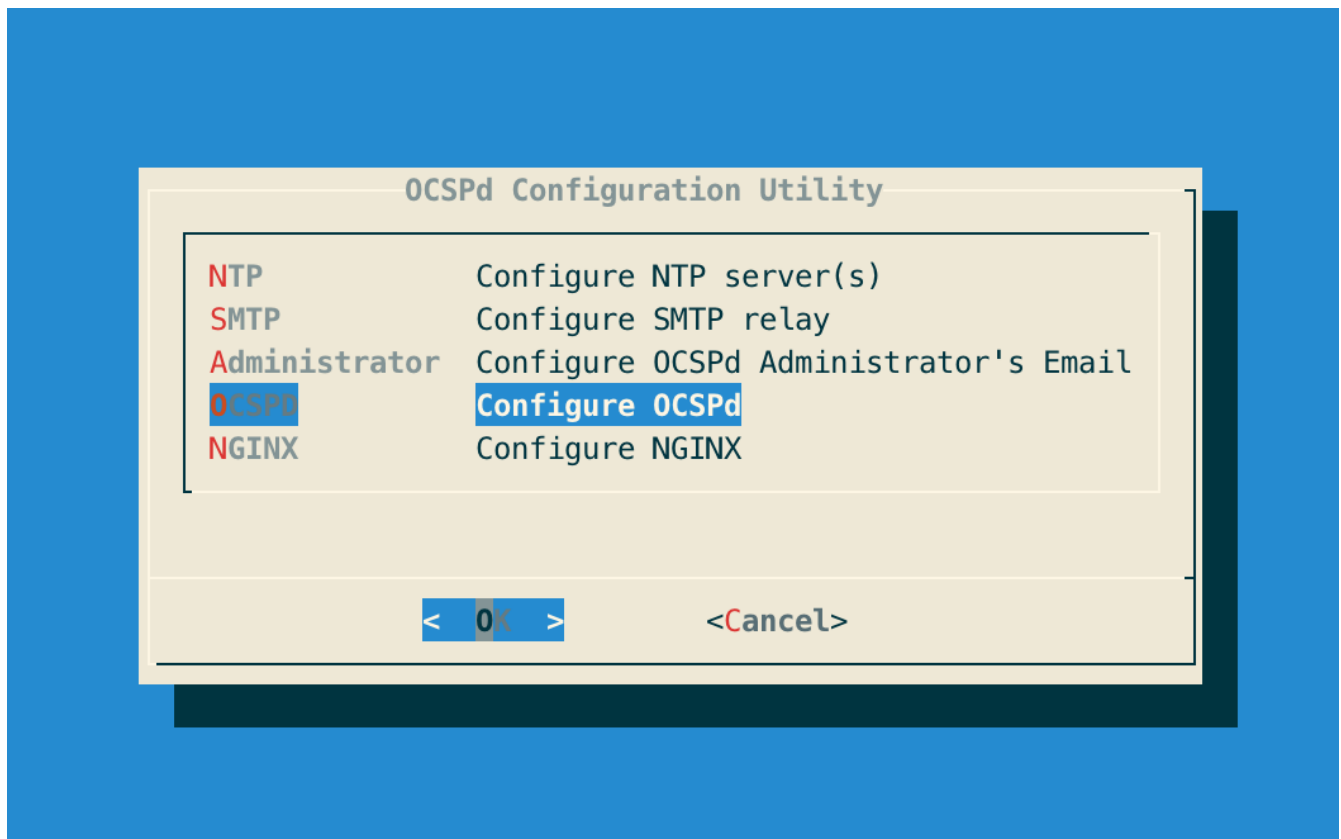 OCSPd Configuration Utility
NTP Configure NTP server(s)
SMTP Configure SMTP relay
Administrator Configure OCSPd Administrator's Email
OCSPD Configure OCSPd
NGINX Configure NGINX
< OK > <Cancel>